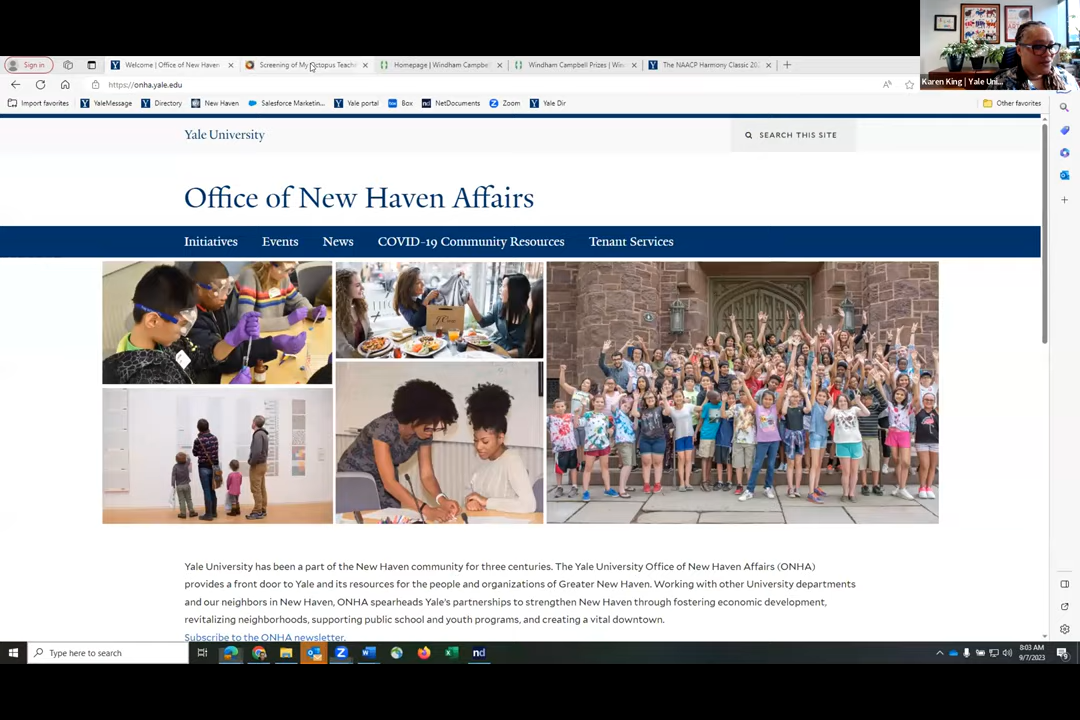 Sign in
Welcome | Office of New Haven
Screening of My Octopus Teach
Homepage | Windham Campbel
Windham Campbell Prizes | Win
The NAACP Harmony Classic 20
https://onha.yale.edu
Import favorites
YaleMessage
Directory
New Haven
Salesforce Marketin...
Yale portal
Box
NetDocuments
Zoom
Yale Dir
Other favorites
Karen King | Yale Uni...
Yale University
SEARCH THIS SITE
Office of New Haven Affairs
Initiatives Events News COVID-19 Community Resources Tenant Services
Yale University has been a part of the New Haven community for three centuries. The Yale University Office of New Haven Affairs (ONHA)
provides a front door to Yale and its resources for the people and organizations of Greater New Haven. Working with other University departments
and our neighbors in New Haven, ONHA spearheads Yale's partnerships to strengthen New Haven through fostering economic development,
revitalizing neighborhoods, supporting public school and youth programs, and creating a vital downtown.
Subscribe to the ONHA newsletter.
Type here to search
8:03 AM
9/7/2023